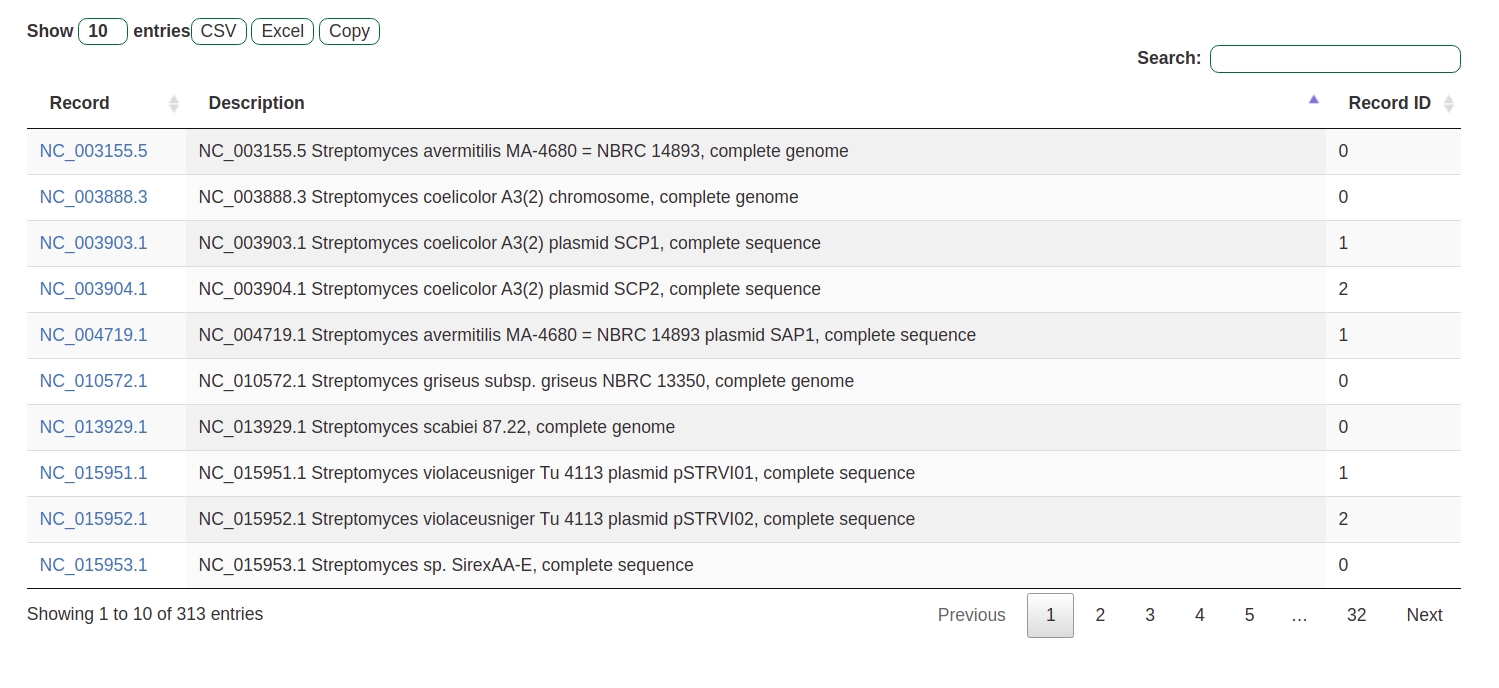 Show 10 entries CSV Excel Copy
Search:
Record Description Record ID
NC_003155.5 NC_003155.5 Streptomyces avermitilis MA-4680 = NBRC 14893, complete genome 0
NC_003888.3 NC_003888.3 Streptomyces coelicolor A3(2) chromosome, complete genome 0
NC_003903.1 NC_003903.1 Streptomyces coelicolor A3(2) plasmid SCP1, complete sequence 1
NC_003904.1 NC_003904.1 Streptomyces coelicolor A3(2) plasmid SCP2, complete sequence 2
NC_004719.1 NC_004719.1 Streptomyces avermitilis MA-4680 = NBRC 14893 plasmid SAP1, complete sequence 1
NC_010572.1 NC_010572.1 Streptomyces griseus subsp. griseus NBRC 13350, complete genome 0
NC_013929.1 NC_013929.1 Streptomyces scabiei 87.22, complete genome 0
NC_015951.1 NC_015951.1 Streptomyces violaceusniger Tu 4113 plasmid pSTRVI01, complete sequence 1
NC_015952.1 NC_015952.1 Streptomyces violaceusniger Tu 4113 plasmid pSTRVI02, complete sequence 2
NC_015953.1 NC_015953.1 Streptomyces sp. SirexAA-E, complete sequence 0
Showing 1 to 10 of 313 entries Previous 1 2 3 4 5 … 32 Next